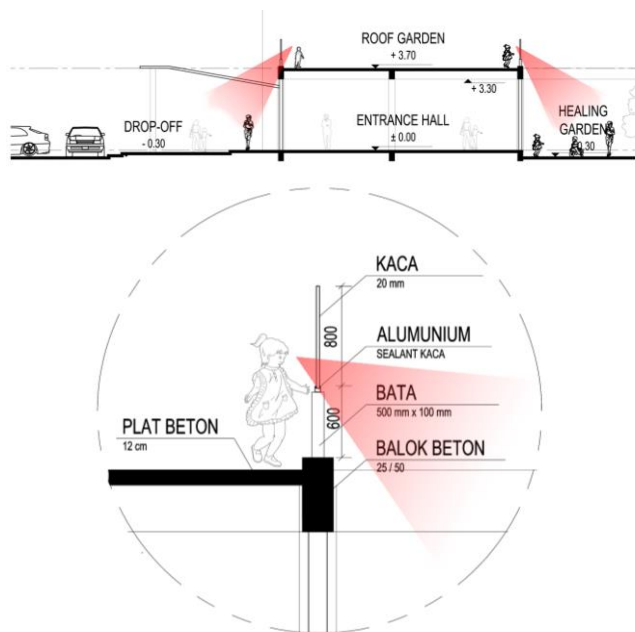 ROOF GARDEN
+ 3.70
+ 3.30
DROP-OFF
- 0.30
ENTRANCE HALL
± 0.00
HEALING
GARDEN
0.30
KACA
20 mm
800
ALUMUNIUM
SEALANT KACA
BATA
500 mm x 100 mm
600
PLAT BETON
12 cm
BALOK BETON
25 / 50